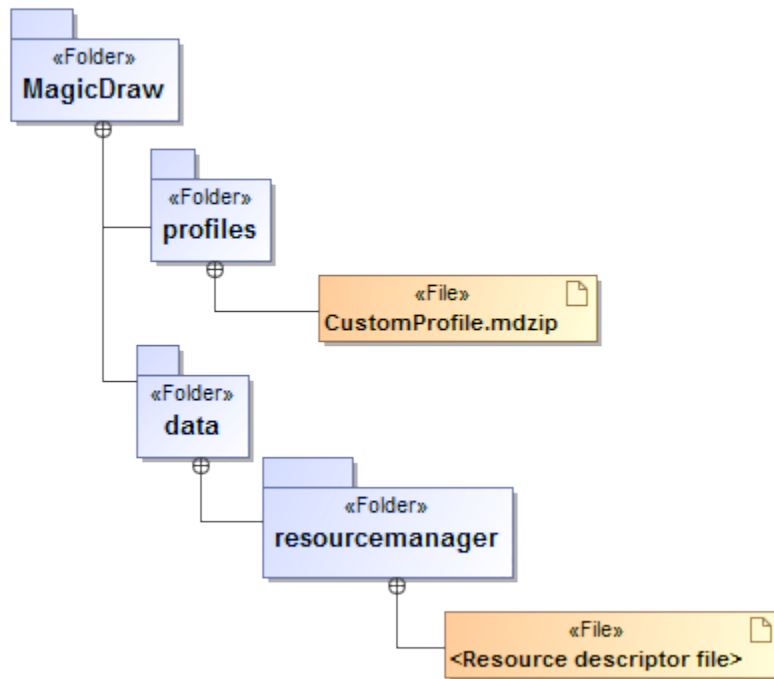 «Folder»
MagicDraw
«Folder»
profiles
«File»
CustomProfile.mdzip
«Folder»
data
«Folder»
resourcemanager
«File»
<Resource descriptor file>